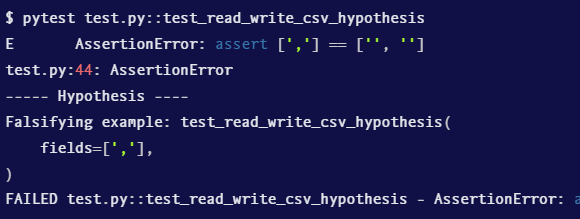 $ pytest test.py::test_read_write_csv_hypothesis
E       AssertionError: assert [','] == ['', '']
test.py:44: AssertionError
----- Hypothesis ----
Falsifying example: test_read_write_csv_hypothesis(
    fields=[','],
)
FAILED test.py::test_read_write_csv_hypothesis - AssertionError: